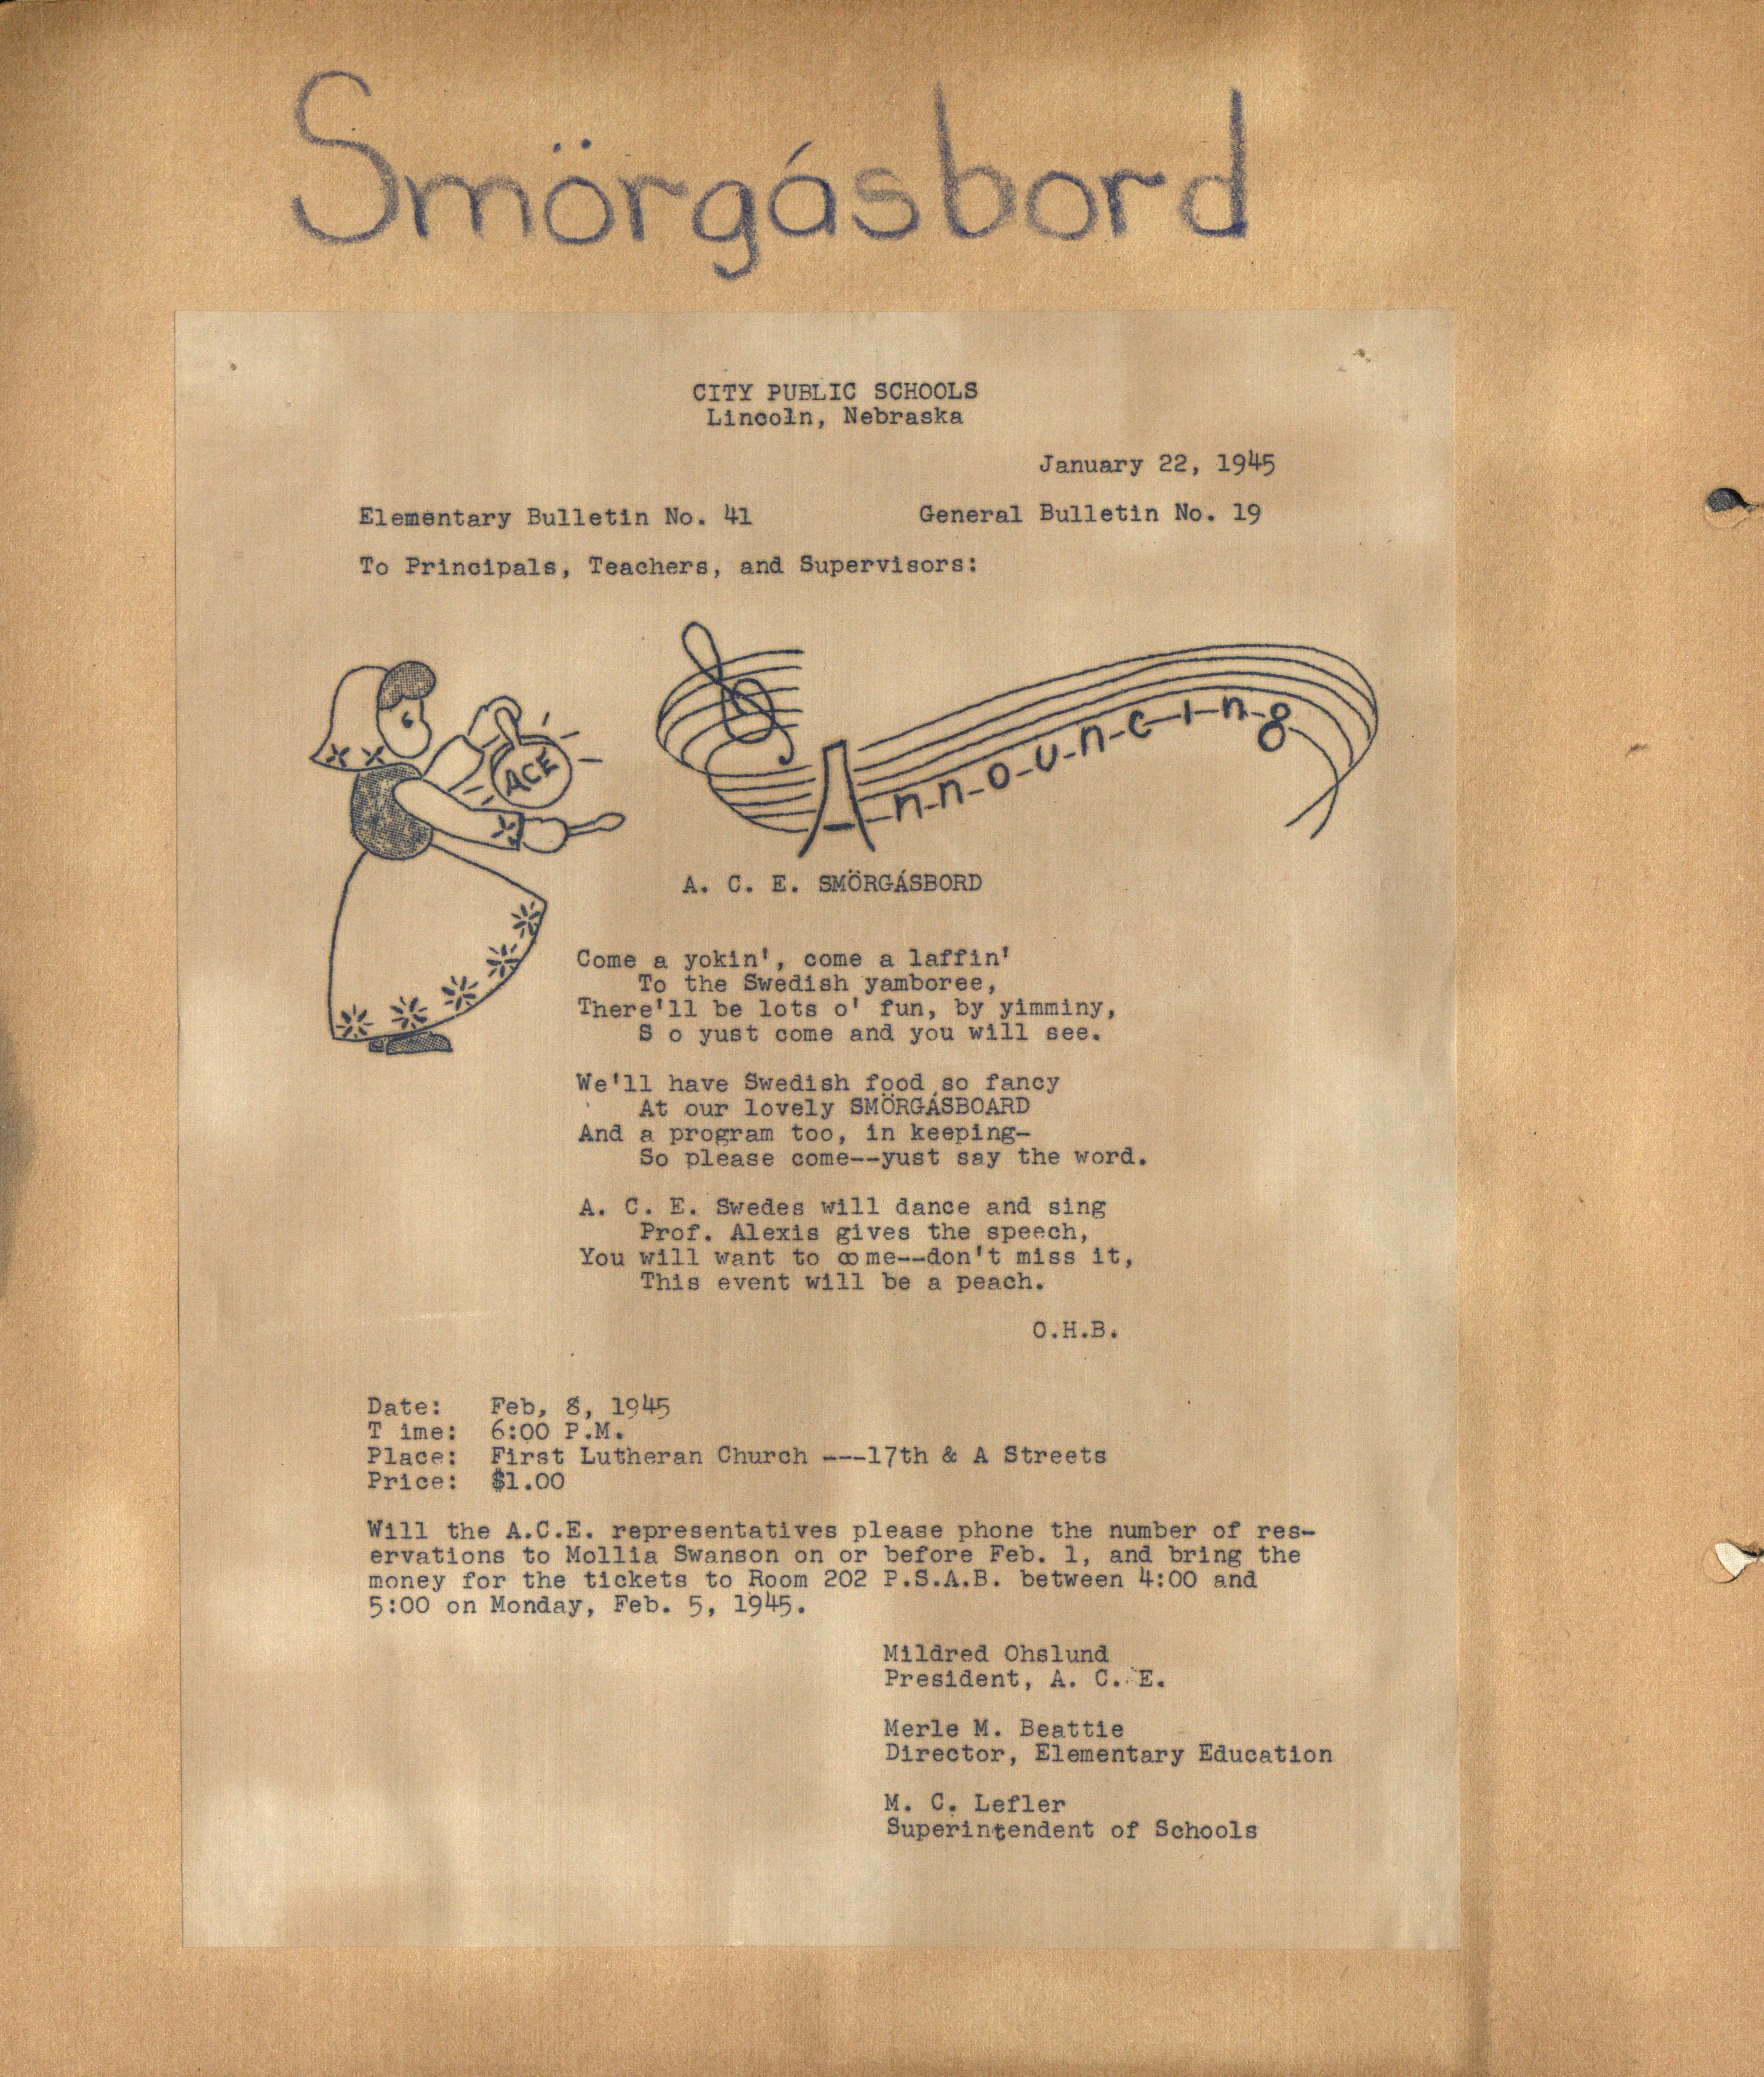 Smörgásbord
CITY PUBLIC SCHOOLS
Lincoln, Nebraska
January 22, 1945
Elementary Bulletin No. 41 General Bulletin No. 19
To Principals, Teachers, and Supervisors:
A-n-n-o-u-n-c-i-n-g
ACE
A. C. E. SMÖRGÁSBORD
Come a yokin', come a laffin'
To the Swedish yamboree,
There'll be lots o' fun, by yimminy,
S o yust come and you will see.
We'll have Swedish food so fancy
At our lovely SMÖRGÁSBOARD
And a program too, in keeping-
So please come--yust say the word.
A. C. E. Swedes will dance and sing
Prof. Alexis gives the speech,
You will want to come--don't miss it,
This event will be a peach.
O.H.B.
Date: Feb, 8, 1945
T ime: 6:00 P.M.
Place: First Lutheran Church ---17th & A Streets
Price: $1.00
Will the A.C.E. representatives please phone the number of res-
ervations to Mollia Swanson on or before Feb. 1, and bring the
money for the tickets to Room 202 P.S.A.B. between 4:00 and
5:00 on Monday, Feb. 5, 1945.
Mildred Ohslund
President, A. C. E.
Merle M. Beattie
Director, Elementary Education
M. C. Lefler
Superintendent of Schools